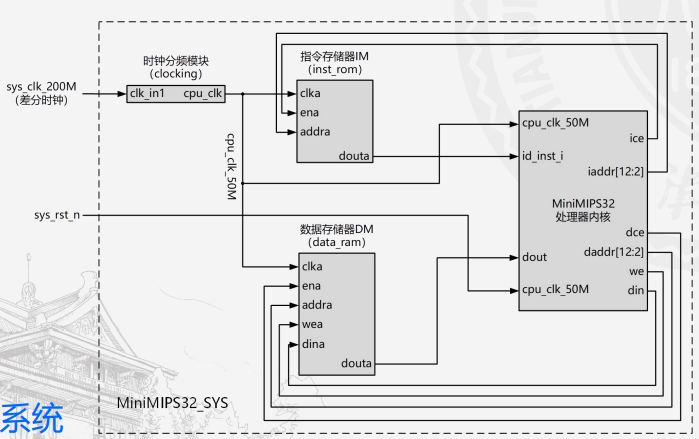 时钟分频模块
(clocking)
sys_clk_200M
(差分时钟)
clk_in1 cpu_clk
cpu_clk_50M
指令存储器IM
(inst_rom)
clka
ena
addra
douta
sys_rst_n
数据存储器DM
(data_ram)
clka
ena
addra
wea
dina
douta
cpu_clk_50M
ice
id_inst_i
iaddr[12:2]
MiniMIPS32
处理器内核
dce
daddr[12:2]
dout
we
cpu_clk_50M
din
MiniMIPS32_SYS
系统